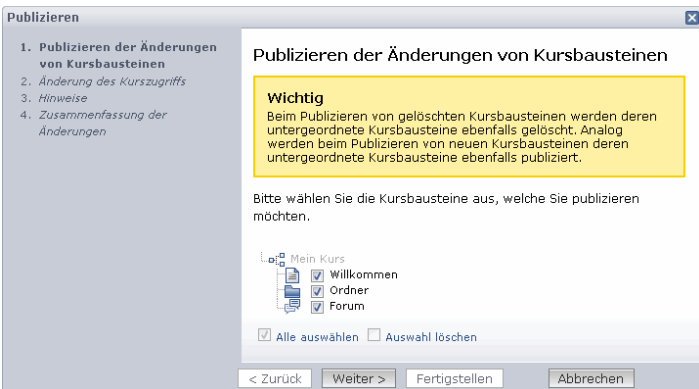 Publizieren
1. Publizieren der Änderungen
von Kursbausteinen
2. Änderung des Kurszugriffs
3. Hinweise
4. Zusammenfassung der
Änderungen
Publizieren der Änderungen von Kursbausteinen
Wichtig
Beim Publizieren von gelöschten Kursbausteinen werden deren
untergeordnete Kursbausteine ebenfalls gelöscht. Analog
werden beim Publizieren von neuen Kursbausteinen deren
untergeordnete Kursbausteine ebenfalls publiziert.
Bitte wählen Sie die Kursbausteine aus, welche Sie publizieren
möchten.
Mein Kurs
Willkommen
Ordner
Forum
Alle auswählen Auswahl löschen
< Zurück Weiter > Fertigstellen Abbrechen